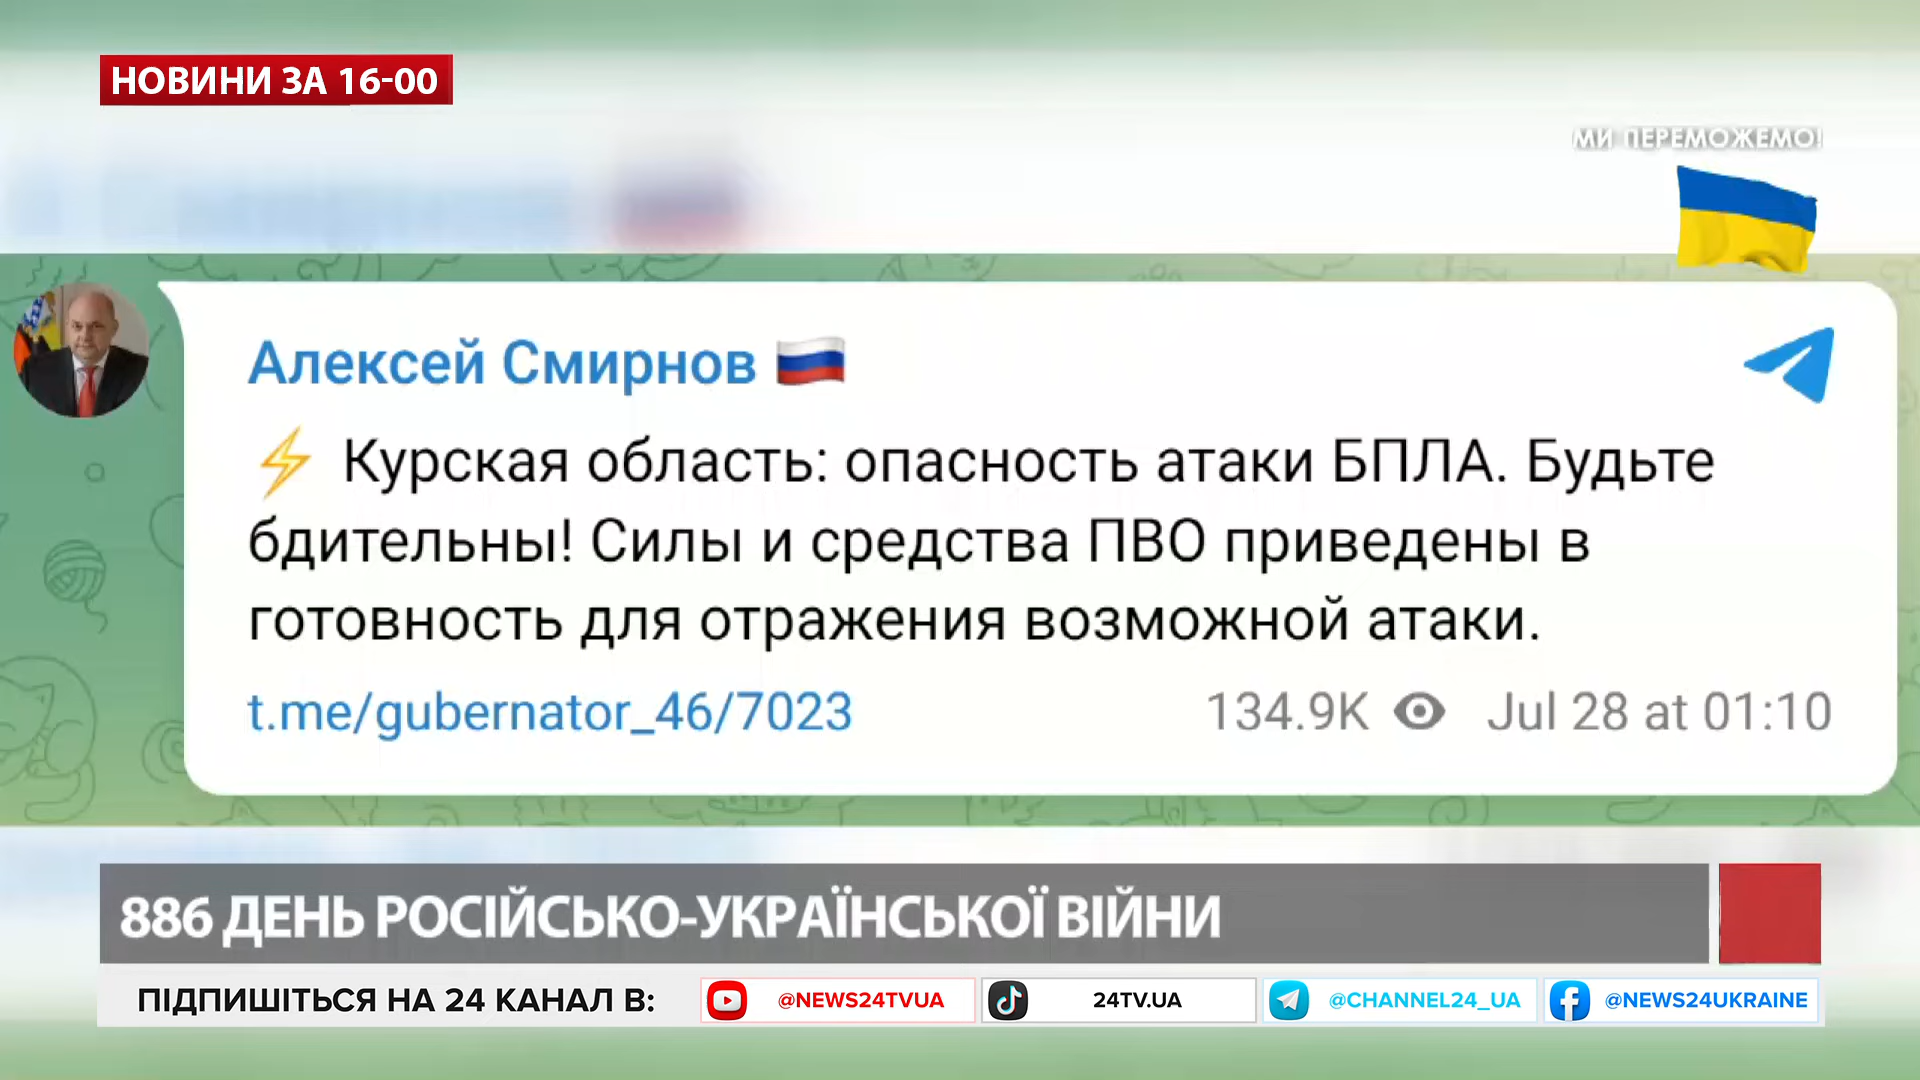 НОВИНИ ЗА 16-00
МИ ПЕРЕМОЖЕМО!
Алексей Смирнов
Курская область: опасность атаки БПЛА. Будьте
бдительны! Силы и средства ПВО приведены в
готовность для отражения возможной атаки.
t.me/gubernator_46/7023 134.9K Jul 28 at 01:10
886 ДЕНЬ РОСІЙСЬКО-УКРАЇНСЬКОЇ ВІЙНИ
ПІДПИШІТЬСЯ НА 24 КАНАЛ В: @NEWS24TVUA 24TV.UA @CHANNEL24_UA @NEWS24UKRAINE